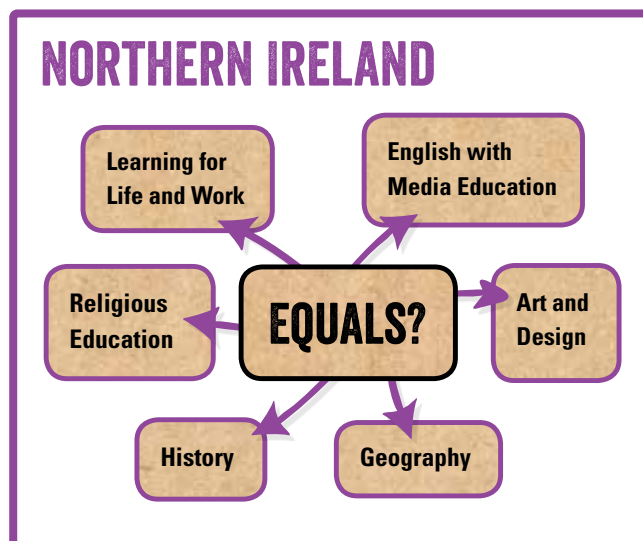 NORTHERN IRELAND
Learning for
Life and Work
English with
Media Education
Religious
Education
EQUALS?
Art and
Design
History
Geography